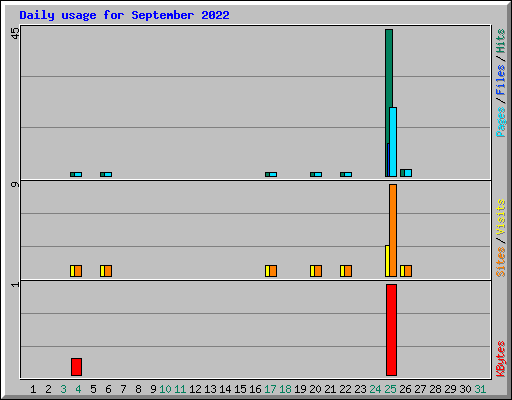 Daily usage for September 2022
45
9
1
Pages/Files/Hits
Sites/Visits
KBytes
1 2 3 4 5 6 7 8 9 10 11 12 13 14 15 16 17 18 19 20 21 22 23 24 25 26 27 28 29 30 31